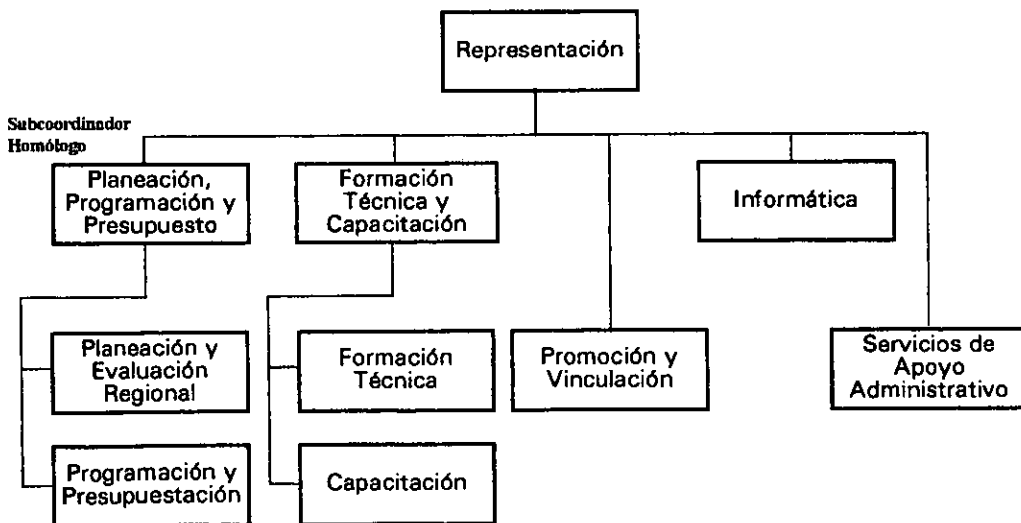 Representación
Subcoordinador
Homólogo
Planeación,
Programación y
Presupuesto
Formación
Técnica y
Capacitación
Informática
Planeación y
Evaluación
Regional
Formación
Técnica
Promoción y
Vinculación
Servicios de
Apoyo
Administrativo
Programación y
Presupuestación
Capacitación